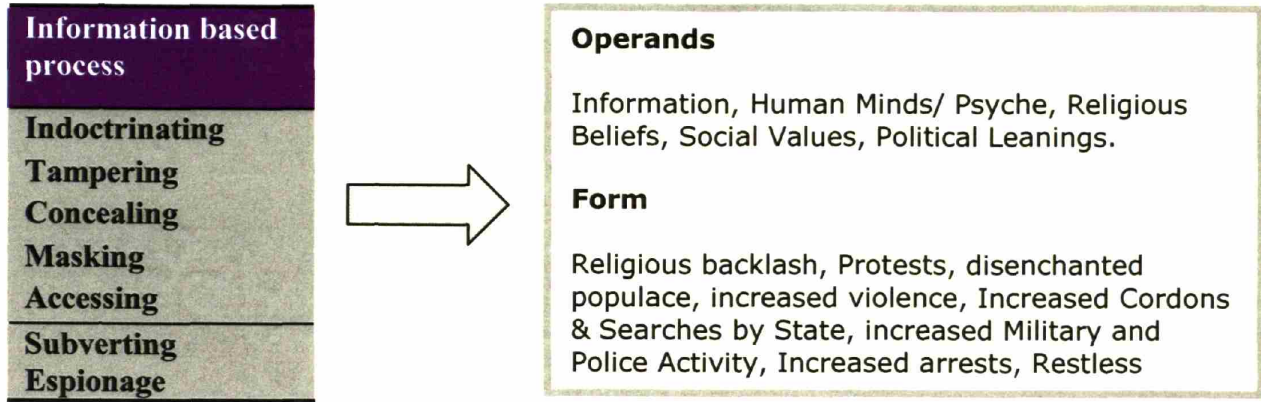 Information based
process
Indoctrinating
Tampering
Concealing
Masking
Accessing
Subverting
Espionage
Operands
Information, Human Minds/ Psyche, Religious
Beliefs, Social Values, Political Leanings.
Form
Religious backlash, Protests, disenchanted
populace, increased violence, Increased Cordons
& Searches by State, increased Military and
Police Activity, Increased arrests, Restless